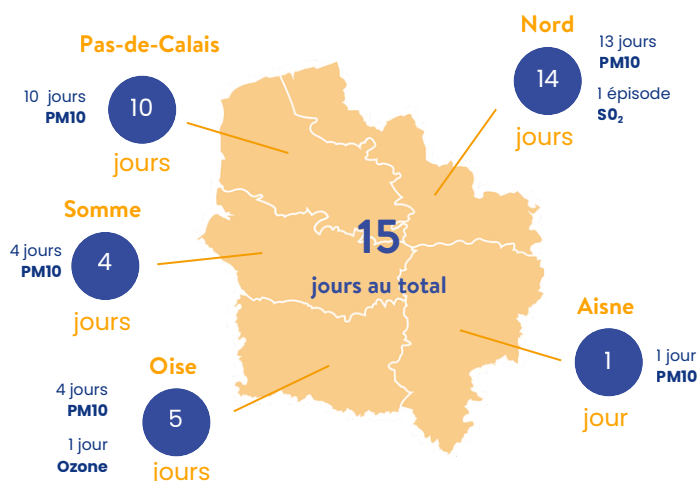 Pas-de-Calais
10 jours
PM10
10
jours
Nord
14
jours
13 jours
PM10
1 épisode
SO₂
Somme
4 jours
PM10
4
jours
15
jours au total
Aisne
1
jour
1 jour
PM10
Oise
4 jours
PM10
1 jour
Ozone
5
jours